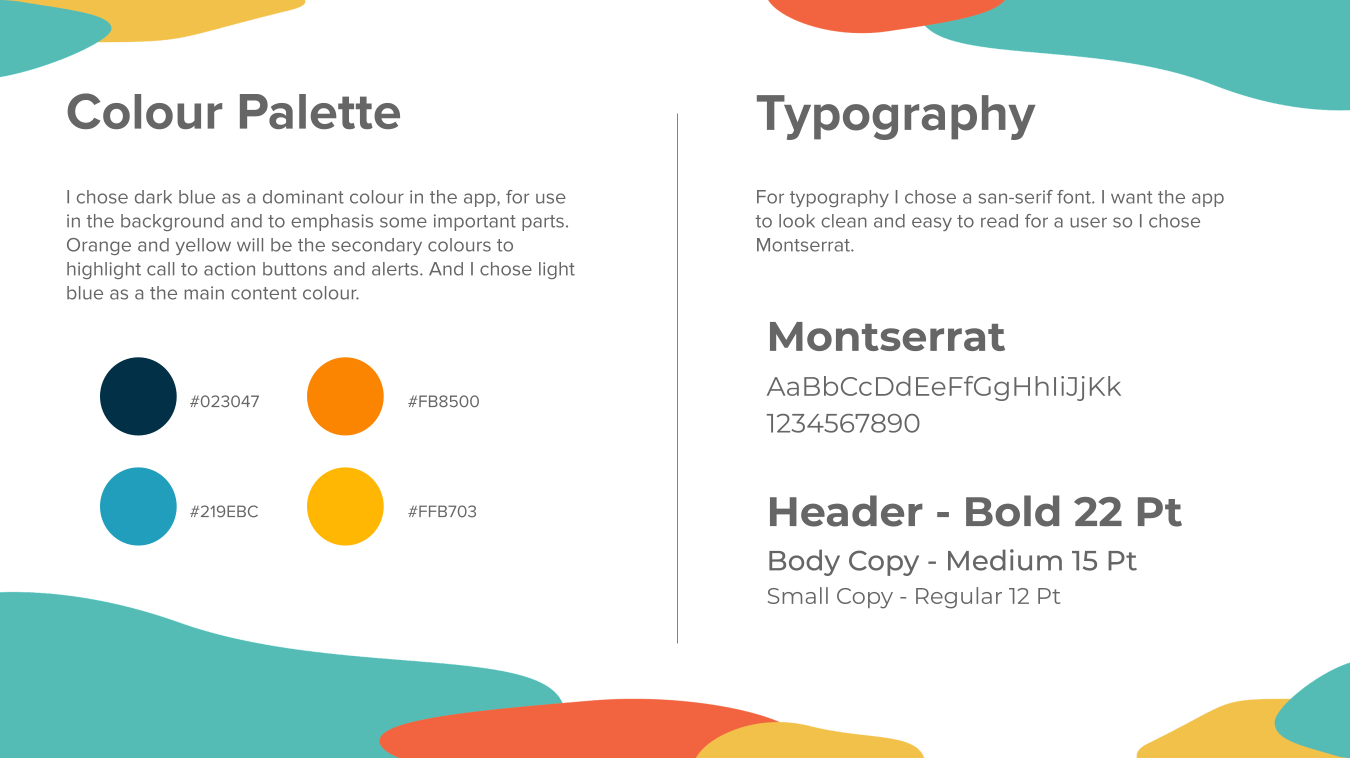 Colour Palette
I chose dark blue as a dominant colour in the app, for use
in the background and to emphasis some important parts.
Orange and yellow will be the secondary colours to
highlight call to action buttons and alerts. And I chose light
blue as a the main content colour.
#023047
#FB8500
#219EBC
#FFB703
Typography
For typography I chose a san-serif font. I want the app
to look clean and easy to read for a user so I chose
Montserrat.
Montserrat
AaBbCcDdEeFfGgHhIiJjKk
1234567890
Header - Bold 22 Pt
Body Copy - Medium 15 Pt
Small Copy - Regular 12 Pt